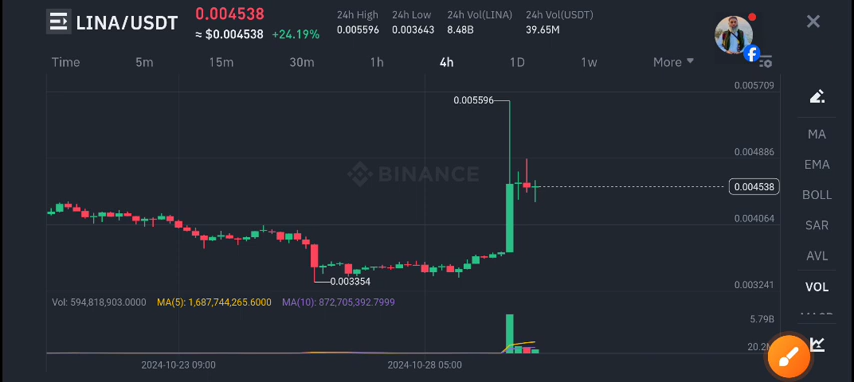 LINA/USDT
0.004538
≈ $0.004538 +24.19%
24h High
0.005596
24h Low
0.003643
24h Vol(LINA)
8.48B
24h Vol(USDT)
39.65M
Time 5m 15m 30m 1h 4h 1D 1w More
0.005709
0.005596
0.004886
BINANCE
0.004538
0.004064
0.003354
0.003241
Vol: 594,818,903.0000 MA(5): 1,687,744,265.6000 MA(10): 872,705,392.7999
5.79B
20.2
2024-10-23 09:00 2024-10-28 05:00
MA
EMA
BOLL
SAR
AVL
VOL